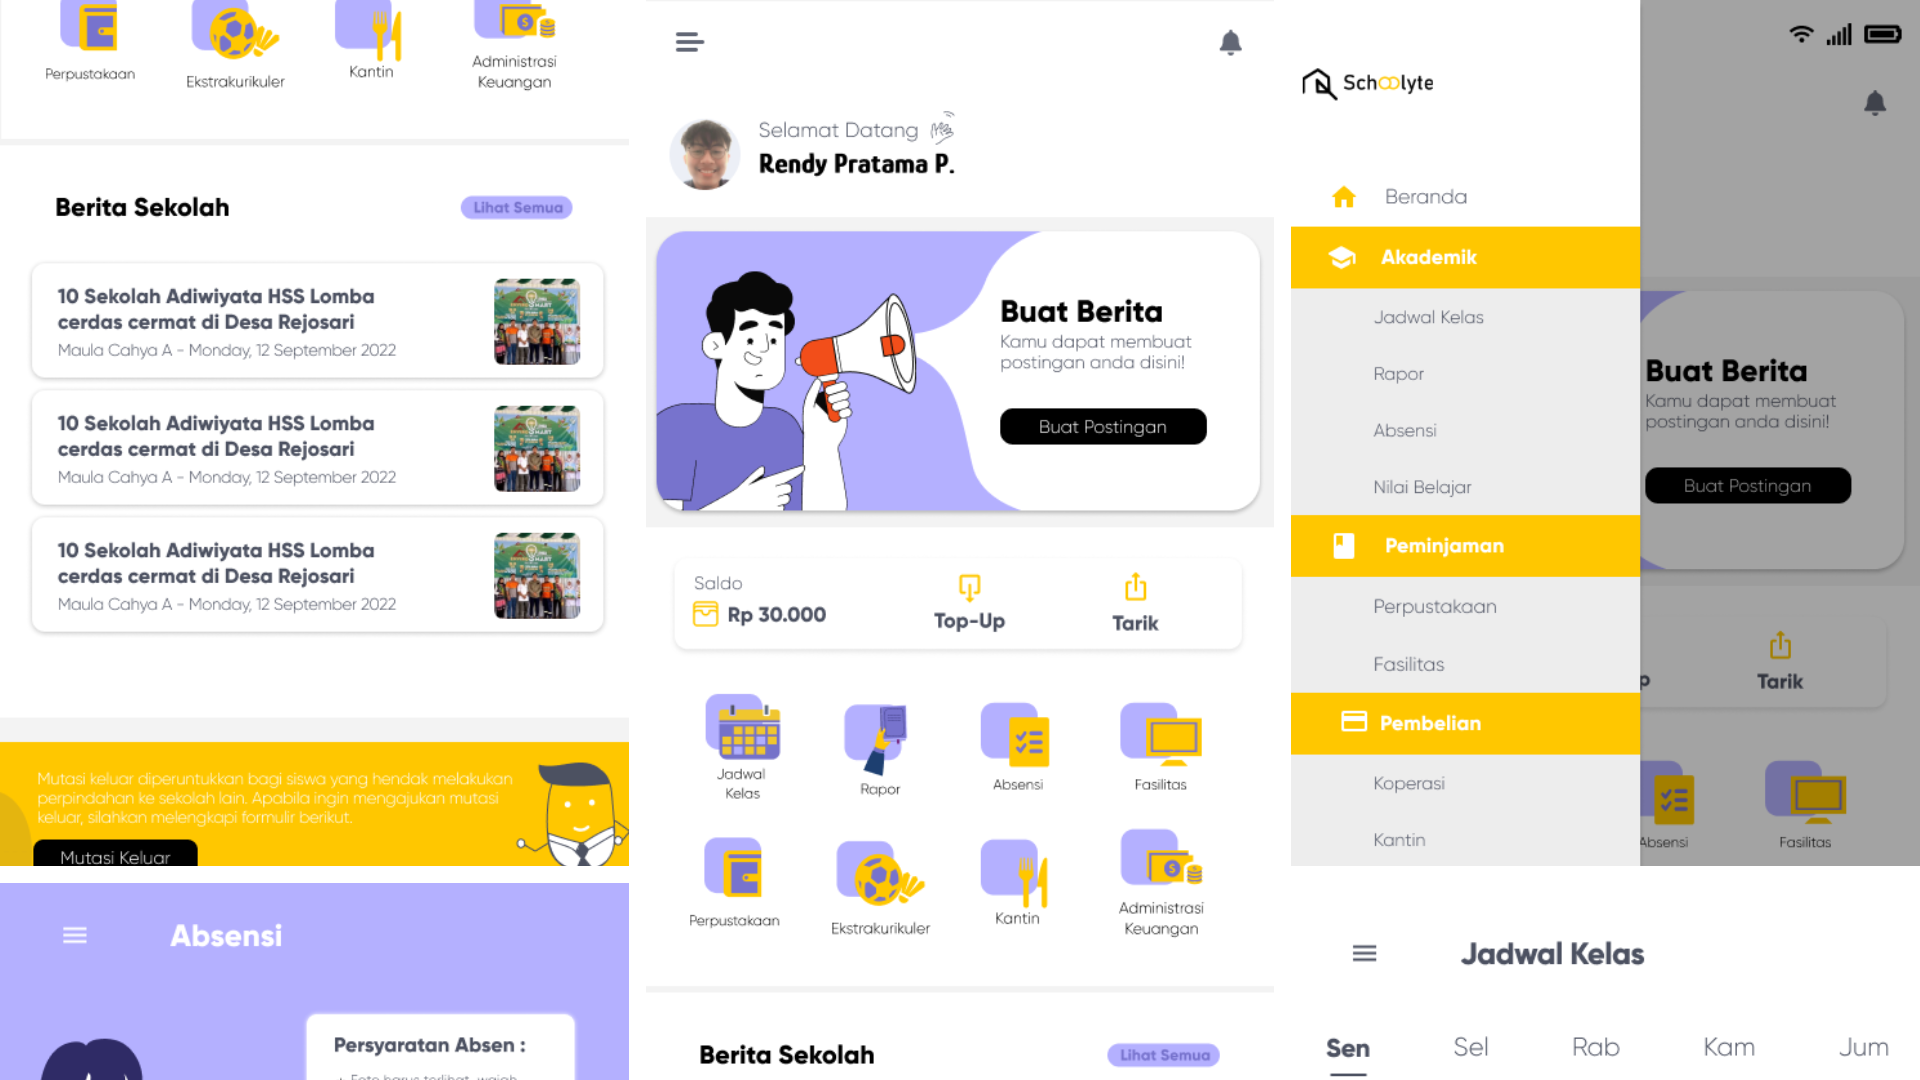 Perpustakaan
Ekstrakurikuler
Kantin
Administrasi
Keuangan
Berita Sekolah
Lihat Semua
10 Sekolah Adiwiyata HSS Lomba
cerdas cermat di Desa Rejosari
Maula Cahya A - Monday, 12 September 2022
10 Sekolah Adiwiyata HSS Lomba
cerdas cermat di Desa Rejosari
Maula Cahya A - Monday, 12 September 2022
10 Sekolah Adiwiyata HSS Lomba
cerdas cermat di Desa Rejosari
Maula Cahya A - Monday, 12 September 2022
Mutasi keluar diperuntukkan bagi siswa yang hendak melakukan
perpindahan ke sekolah lain. Apabila ingin mengajukan mutasi
keluar, silahkan melengkapi formulir berikut.
Mutasi Keluar
Absensi
Persyaratan Absen :
Foto harus terlihat wajah
Selamat Datang
Rendy Pratama P.
Buat Berita
Kamu dapat membuat
postingan anda disini!
Buat Postingan
Saldo
Rp 30.000
Top-Up
Tarik
Jadwal
Kelas
Rapor
Absensi
Fasilitas
Perpustakaan
Ekstrakurikuler
Kantin
Administrasi
Keuangan
Berita Sekolah
Lihat Semua
Schoolyte
Beranda
Akademik
Jadwal Kelas
Rapor
Absensi
Nilai Belajar
Peminjaman
Perpustakaan
Fasilitas
Pembelian
Koperasi
Kantin
Buat Berita
Kamu dapat membuat
postingan anda disini!
Buat Postingan
p
Tarik
Absensi
Fasilitas
Jadwal Kelas
Sen
Sel
Rab
Kam
Jum